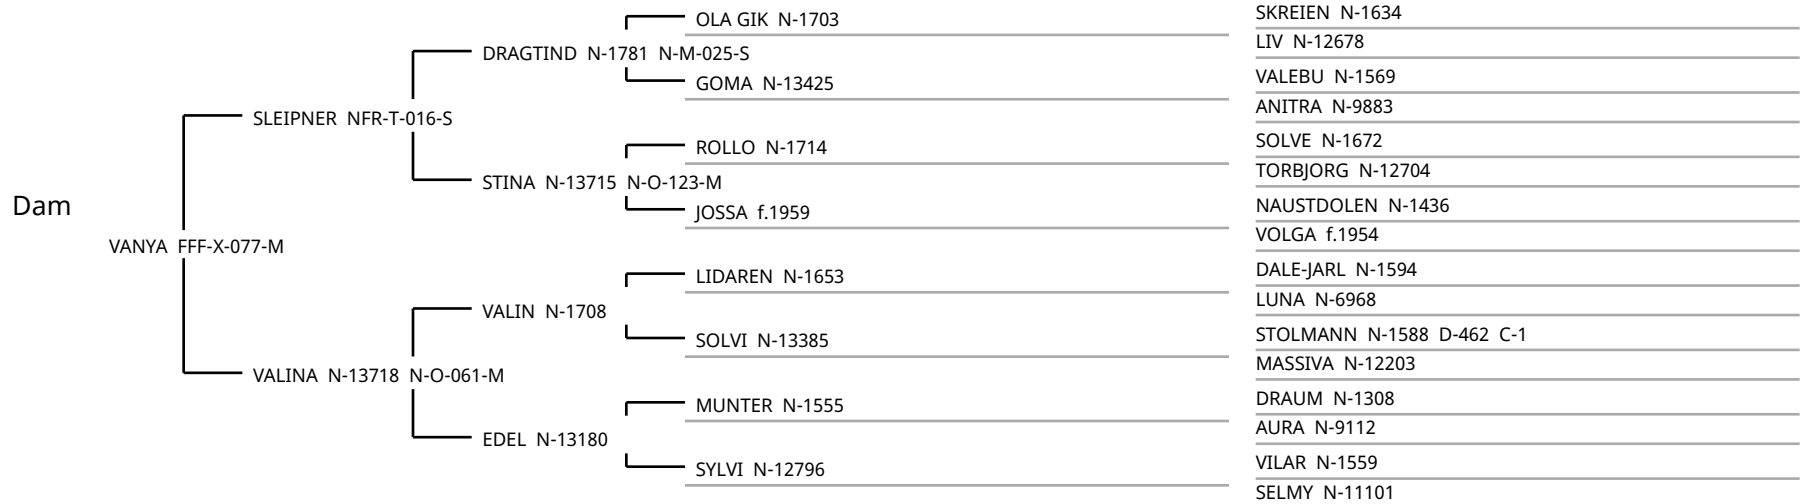 Dam
VANYA FFF-X-077-M
SLEIPNER NFR-T-016-S
VALINA N-13718 N-O-061-M
DRAGTIND N-1781 N-M-025-S
STINA N-13715 N-O-123-M
VALIN N-1708
EDEL N-13180
OLA GIK N-1703
GOMA N-13425
ROLLO N-1714
JOSSA f.1959
LIDAREN N-1653
SOLVI N-13385
MUNTER N-1555
SYLVI N-12796
SKREIEN N-1634
LIV N-12678
VALEBU N-1569
ANITRA N-9883
SOLVE N-1672
TORBJORG N-12704
NAUSTDOLEN N-1436
VOLGA f.1954
DALE-JARL N-1594
LUNA N-6968
STOLMANN N-1588 D-462 C-1
MASSIVA N-12203
DRAUM N-1308
AURA N-9112
VILAR N-1559
SELMY N-11101